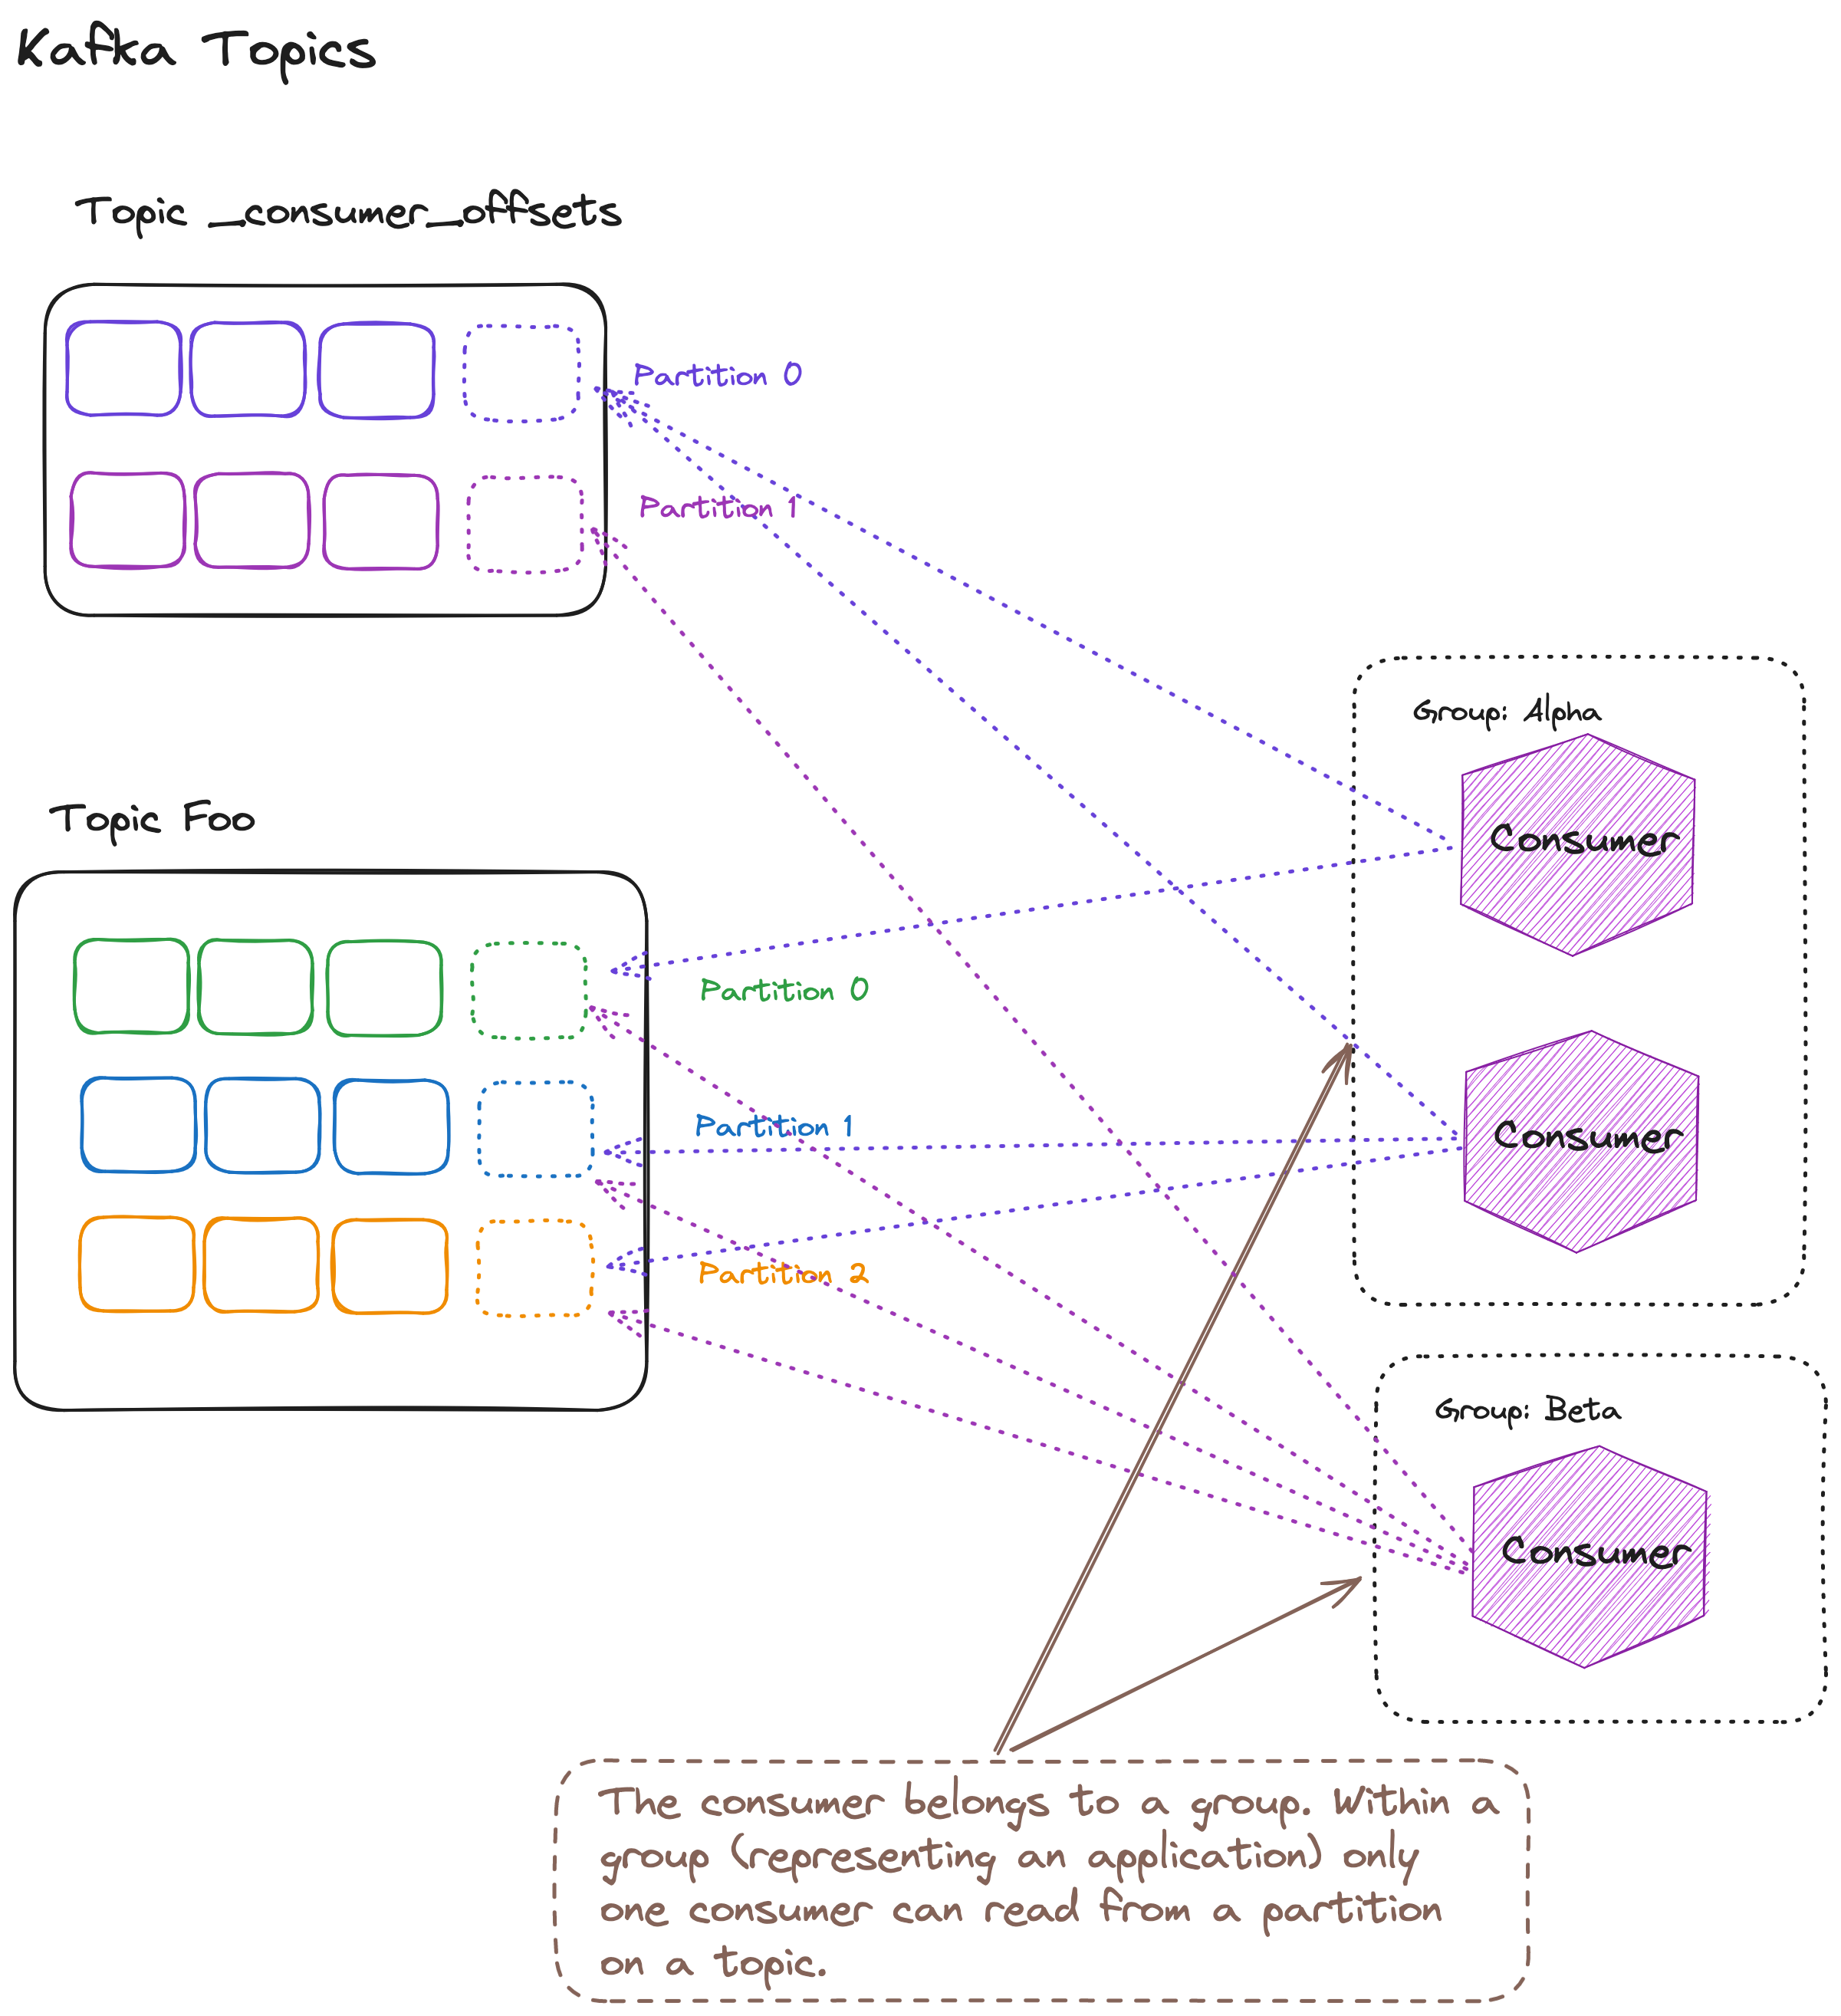 Kafka Topics
Topic _consumer_offsets
Partition 0
Partition 1
Group: Alpha
Consumer
Topic Foo
Partition 0
Consumer
Partition 1
Partition 2
Group: Beta
Consumer
The consumer belongs to a group. Within a
group (representing an application) only
one consumer can read from a partition
on a topic.